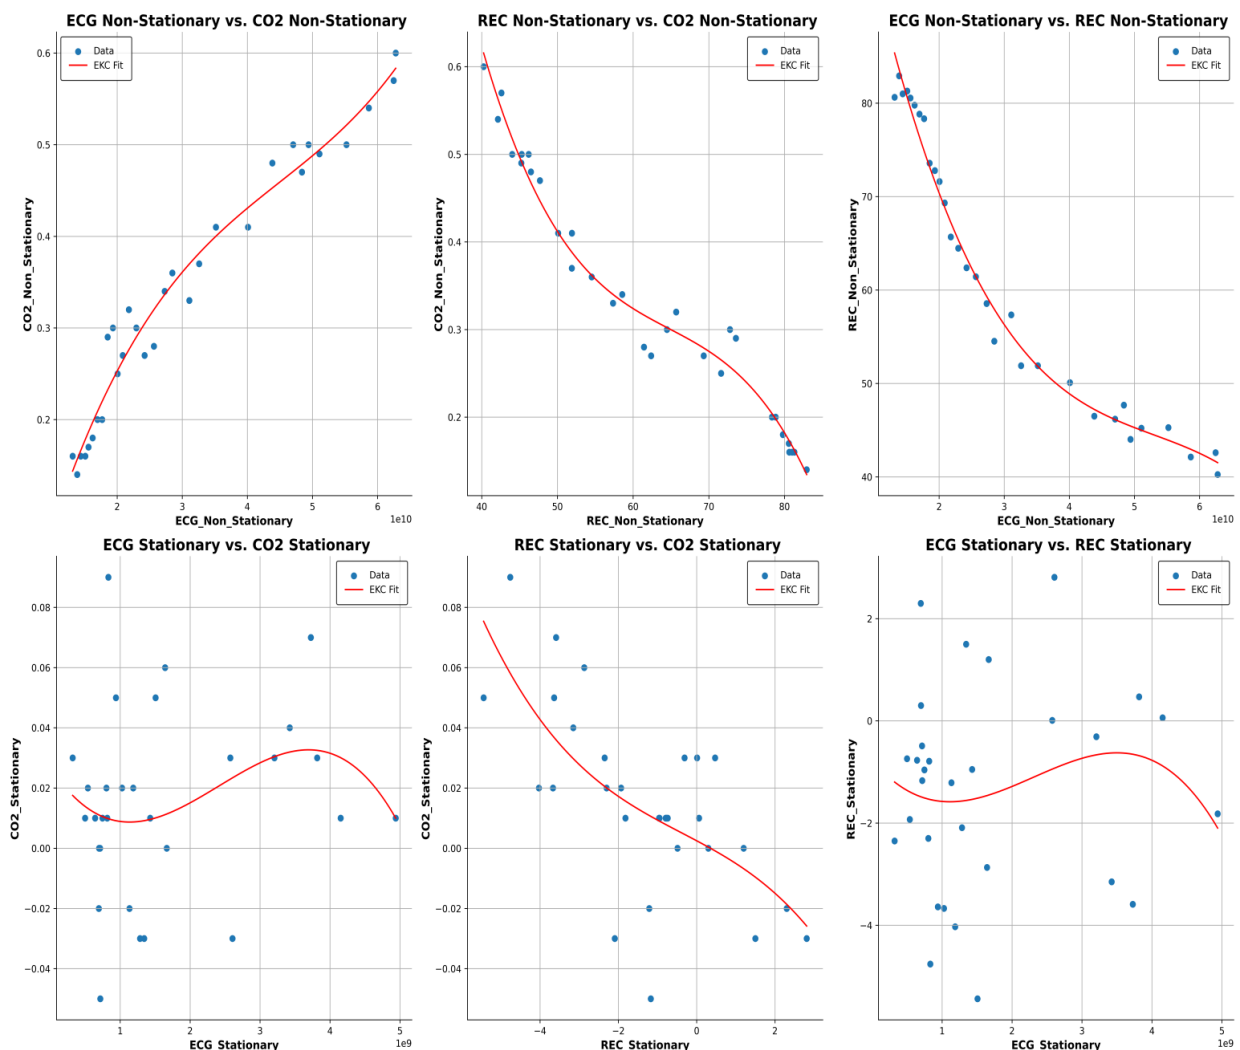 ECG Non-Stationary vs. CO2 Non-Stationary
Data
EKC Fit
CO2_Non_Stationary
0.6
0.5
0.4
0.3
0.2
2
3
4
5
6
1e10
ECG_Non_Stationary
REC Non-Stationary vs. CO2 Non-Stationary
Data
EKC Fit
CO2_Non_Stationary
0.6
0.5
0.4
0.3
0.2
40
50
60
70
80
REC_Non_Stationary
ECG Non-Stationary vs. REC Non-Stationary
Data
EKC Fit
REC_Non_Stationary
80
70
60
50
40
2
3
4
5
6
1e10
ECG_Non_Stationary
ECG Stationary vs. CO2 Stationary
Data
EKC Fit
CO2_Stationary
0.08
0.06
0.04
0.02
0.00
−0.02
−0.04
1
2
3
4
5
1e9
ECG_Stationary
REC Stationary vs. CO2 Stationary
Data
EKC Fit
CO2_Stationary
0.08
0.06
0.04
0.02
0.00
−0.02
−0.04
−4
−2
0
2
REC_Stationary
ECG Stationary vs. REC Stationary
Data
EKC Fit
REC_Stationary
2
0
−2
−4
1
2
3
4
5
1e9
ECG_Stationary